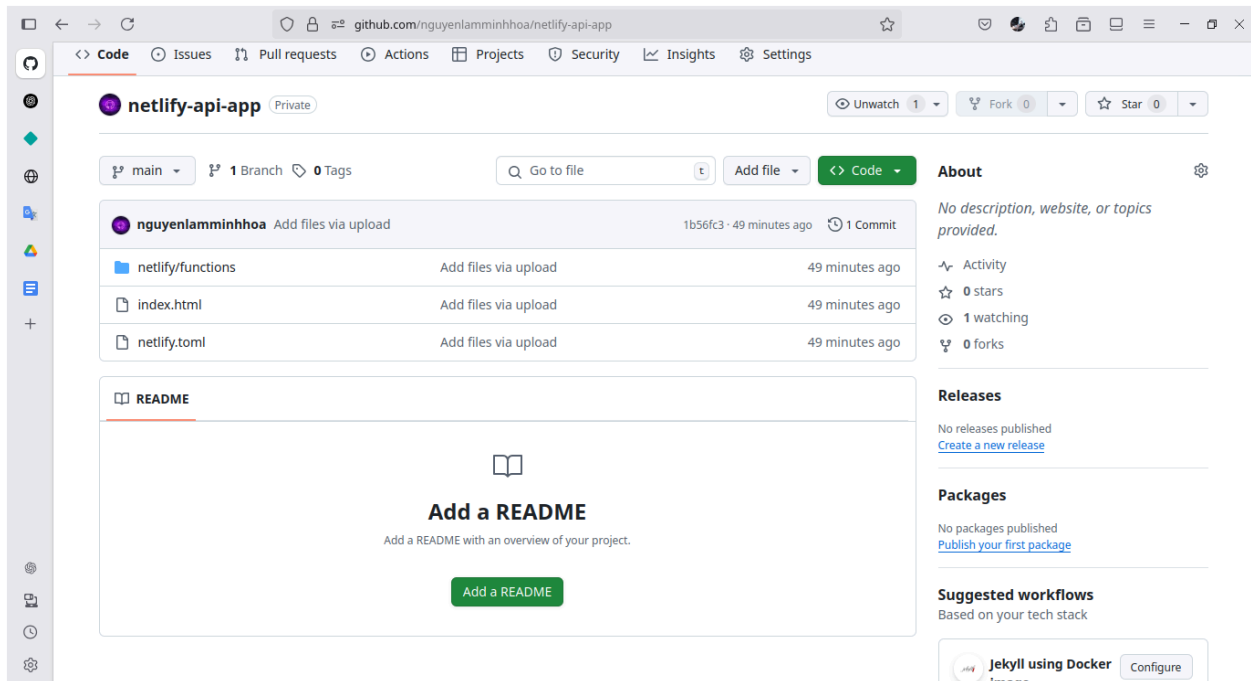 github.com/nguyenlamminhhoa/netlify-api-app
Code Issues Pull requests Actions Projects Security Insights Settings
netlify-api-app Private Unwatch 1 Fork 0 Star 0
main 1 Branch 0 Tags Go to file t Add file Code
nguyenlamminhhoa Add files via upload 1b56fc3 · 49 minutes ago 1 Commit
netlify/functions Add files via upload 49 minutes ago
index.html Add files via upload 49 minutes ago
netlify.toml Add files via upload 49 minutes ago
README
Add a README
Add a README with an overview of your project.
Add a README
About
No description, website, or topics
provided.
Activity
0 stars
1 watching
0 forks
Releases
No releases published
Create a new release
Packages
No packages published
Publish your first package
Suggested workflows
Based on your tech stack
Jekyll using Docker Configure